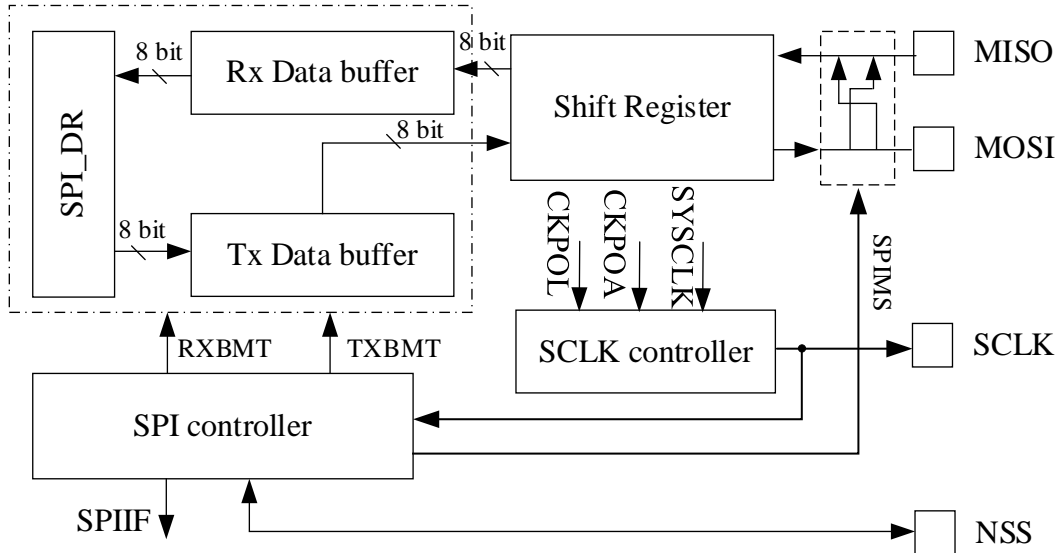 8 bit
Rx Data buffer
8 bit
Shift Register
MISO
SPI_DR
8 bit
MOSI
8 bit
Tx Data buffer
CKPOL
CKPOA
SYSCLK
SPIMS
RXBMT
TXBMT
SCLK controller
SCLK
SPI controller
SPIIF
NSS